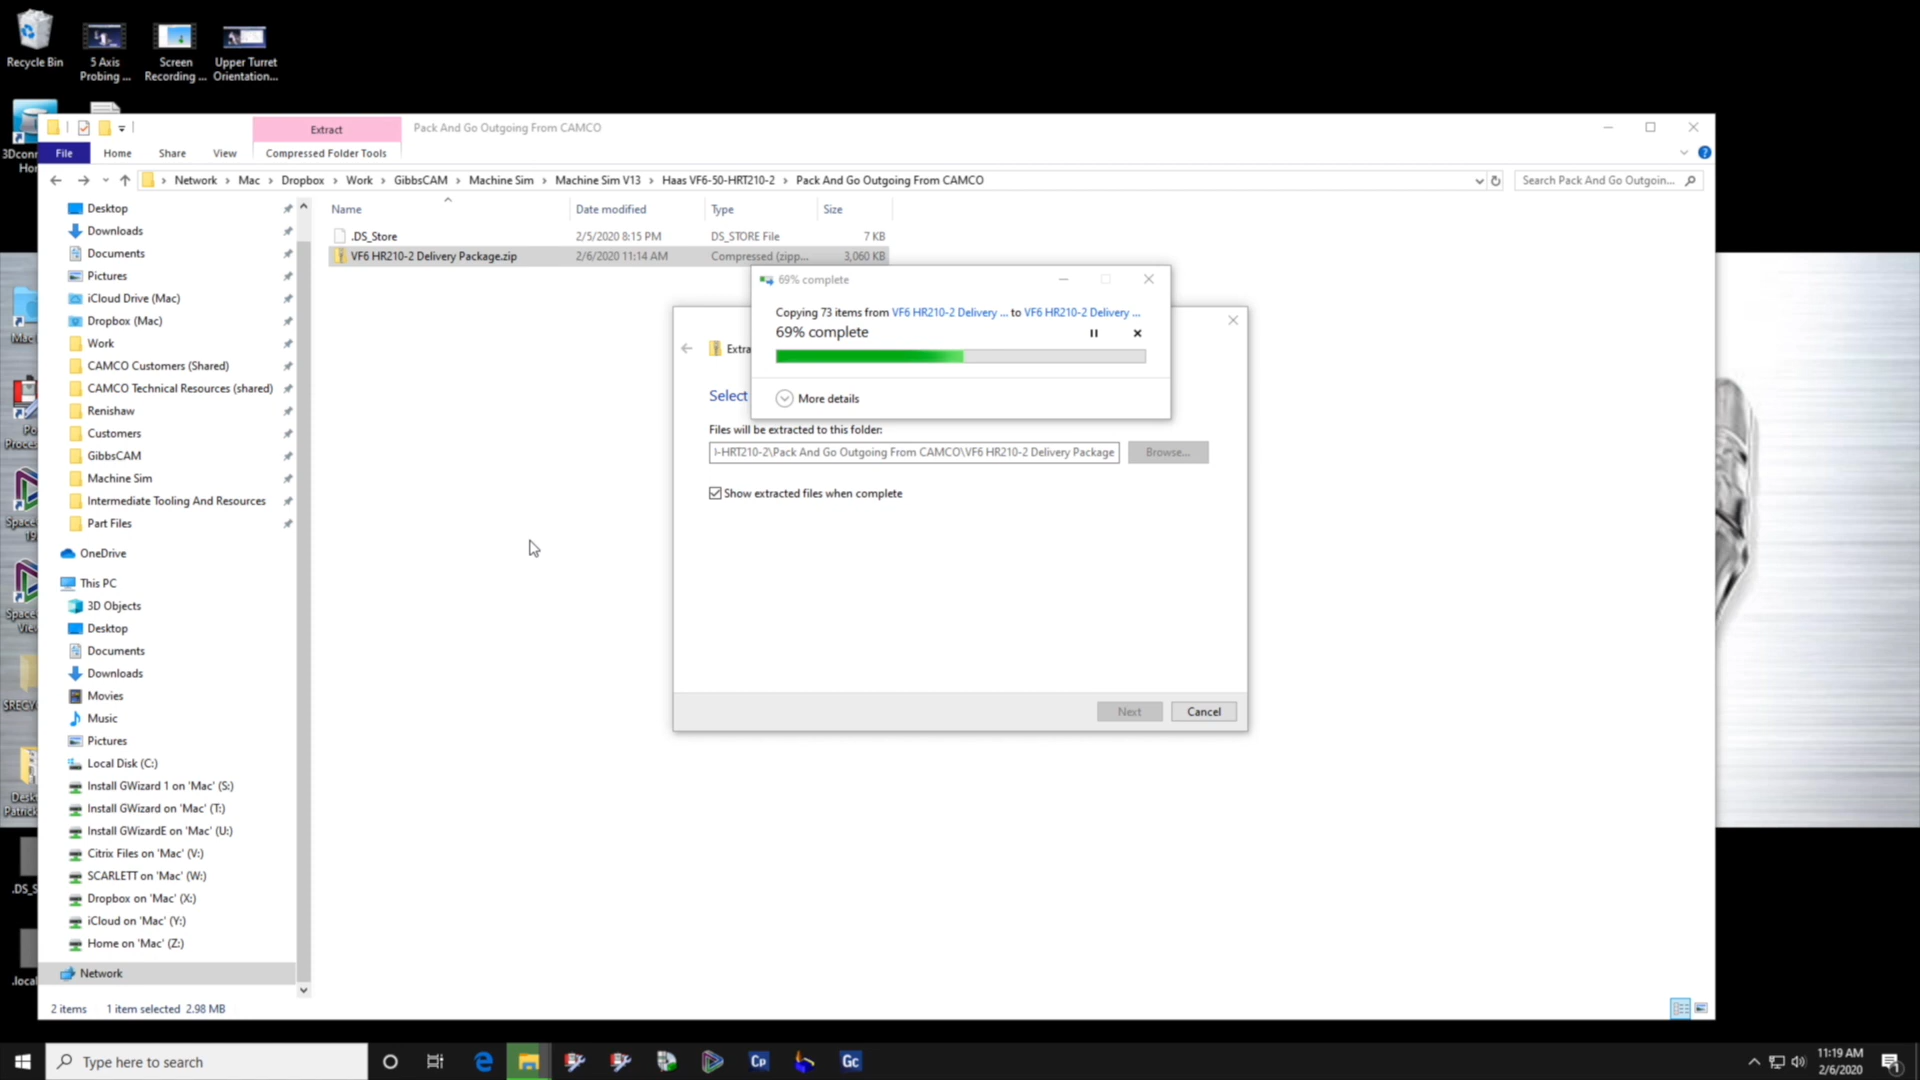 Recycle Bin
5 Axis
Probing ...
Screen
Recording ...
Upper Turret
Orientation...
Extract
Pack And Go Outgoing From CAMCO
File
Home
Share
View
Compressed Folder Tools
Network
Mac
Dropbox
Work
GibbsCAM
Machine Sim
Machine Sim V13
Haas VF6-50-HRT210-2
Pack And Go Outgoing From CAMCO
Search Pack And Go Outgoin...
Name
Date modified
Type
Size
.DS_Store
2/5/2020 8:15 PM
DS_STORE File
7 KB
VF6 HR210-2 Delivery Package.zip
2/6/2020 11:14 AM
Compressed (zipp...
3,060 KB
Desktop
Downloads
Documents
Pictures
iCloud Drive (Mac)
Dropbox (Mac)
Work
CAMCO Customers (Shared)
CAMCO Technical Resources (shared)
Renishaw
Customers
GibbsCAM
Machine Sim
Intermediate Tooling And Resources
Part Files
OneDrive
This PC
3D Objects
Desktop
Documents
Downloads
Movies
Music
Pictures
Local Disk (C:)
Install GWizard 1 on 'Mac' (S:)
Install GWizard on 'Mac' (T:)
Install GWizardE on 'Mac' (U:)
Citrix Files on 'Mac' (V:)
SCARLETT on 'Mac' (W:)
Dropbox on 'Mac' (X:)
iCloud on 'Mac' (Y:)
Home on 'Mac' (Z:)
Network
69% complete
Copying 73 items from VF6 HR210-2 Delivery ... to VF6 HR210-2 Delivery ...
69% complete
More details
Extra
Select
Files will be extracted to this folder:
-HRT210-2\Pack And Go Outgoing From CAMCO\VF6 HR210-2 Delivery Package
Browse...
Show extracted files when complete
Next
Cancel
2 items
1 item selected 2.98 MB
Type here to search
Cp
Gc
11:19 AM
2/6/2020
1